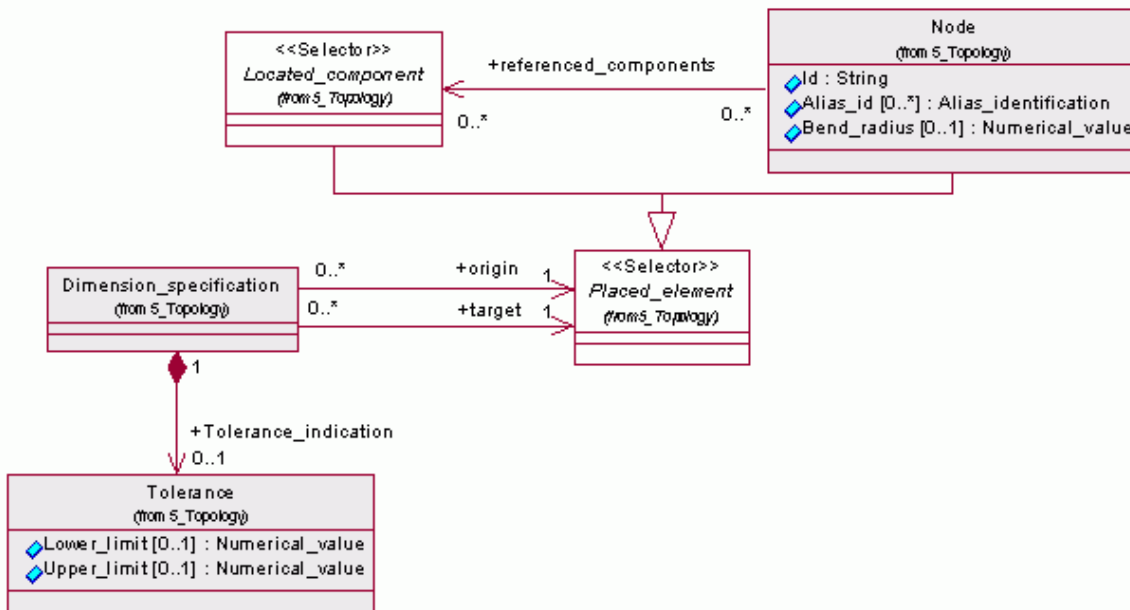 <<Selector>>
Located_component
(from 5_Topology)
+referenced_components
0..*
0..*
Node
(from 5_Topology)
Id : String
Alias_id [0..*] : Alias_identification
Bend_radius [0..1] : Numerical_value
Dimension_specification
(from 5_Topology)
0..*
+origin
1
0..*
+target
1
<<Selector>>
Placed_element
(from 5_Topology)
1
+Tolerance_indication
0..1
Tolerance
(from 5_Topology)
Lower_limit [0..1] : Numerical_value
Upper_limit [0..1] : Numerical_value